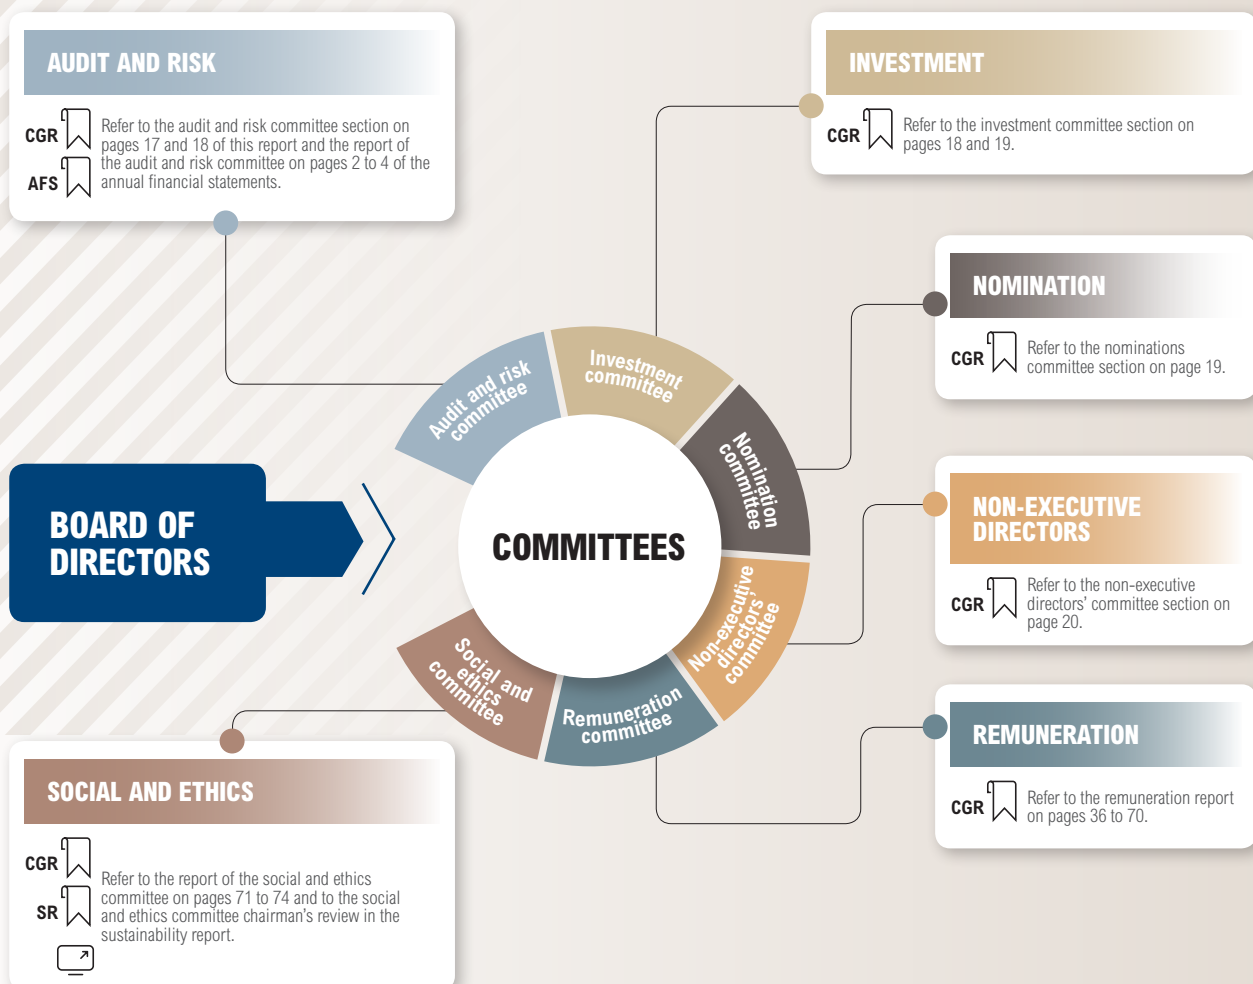 AUDIT AND RISK
CGR
AFS
Refer to the audit and risk committee section on
pages 17 and 18 of this report and the report of
the audit and risk committee on pages 2 to 4 of the
annual financial statements.
INVESTMENT
CGR
Refer to the investment committee section on
pages 18 and 19.
NOMINATION
CGR
Refer to the nominations
committee section on page 19.
Audit and risk
committee
Investment
committee
Nomination
committee
Non-executive
directors’
committee
Remuneration
committee
Social and
ethics
committee
COMMITTEES
BOARD OF
DIRECTORS
NON-EXECUTIVE
DIRECTORS
CGR
Refer to the non-executive
directors’ committee section on
page 20.
REMUNERATION
CGR
Refer to the remuneration report
on pages 36 to 70.
SOCIAL AND ETHICS
CGR
SR
Refer to the report of the social and ethics
committee on pages 71 to 74 and to the social
and ethics committee chairman’s review in the
sustainability report.